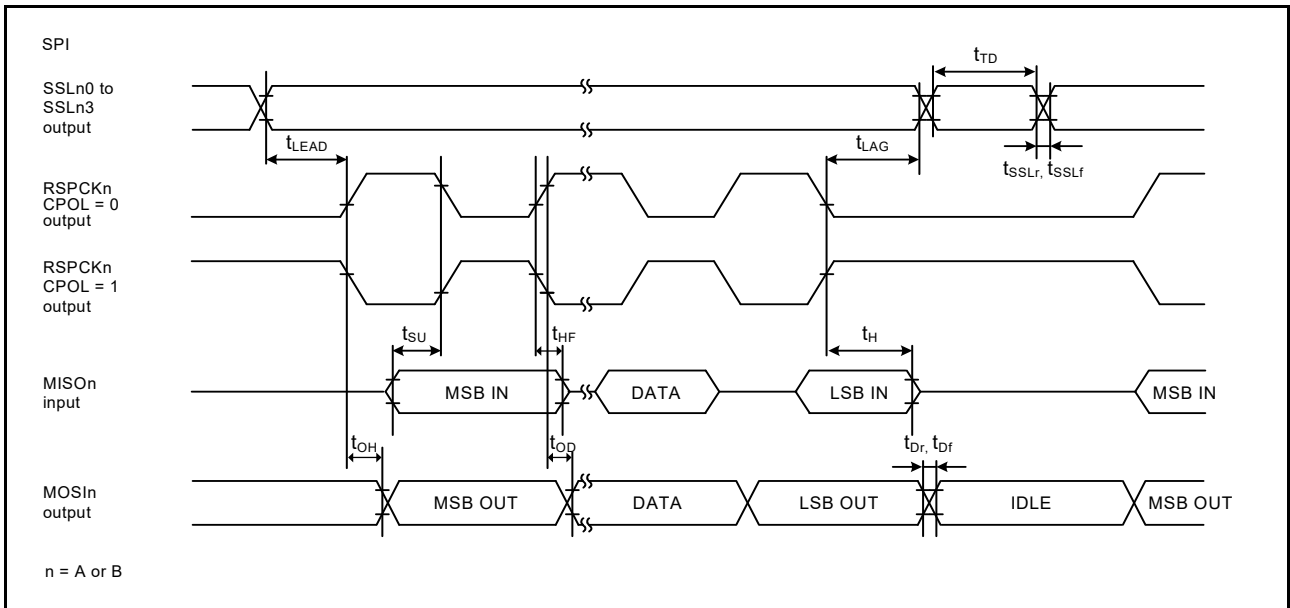 SPI
SSLn0 to
SSLn3
output
tTD
tLEAD
tLAG
tSSLr, tSSLf
RSPCKn
CPOL = 0
output
RSPCKn
CPOL = 1
output
tSU
tHF
tH
MISOn
input
MSB IN
DATA
LSB IN
MSB IN
tOH
tOD
tDr, tDf
MOSIn
output
MSB OUT
DATA
LSB OUT
IDLE
MSB OUT
n = A or B